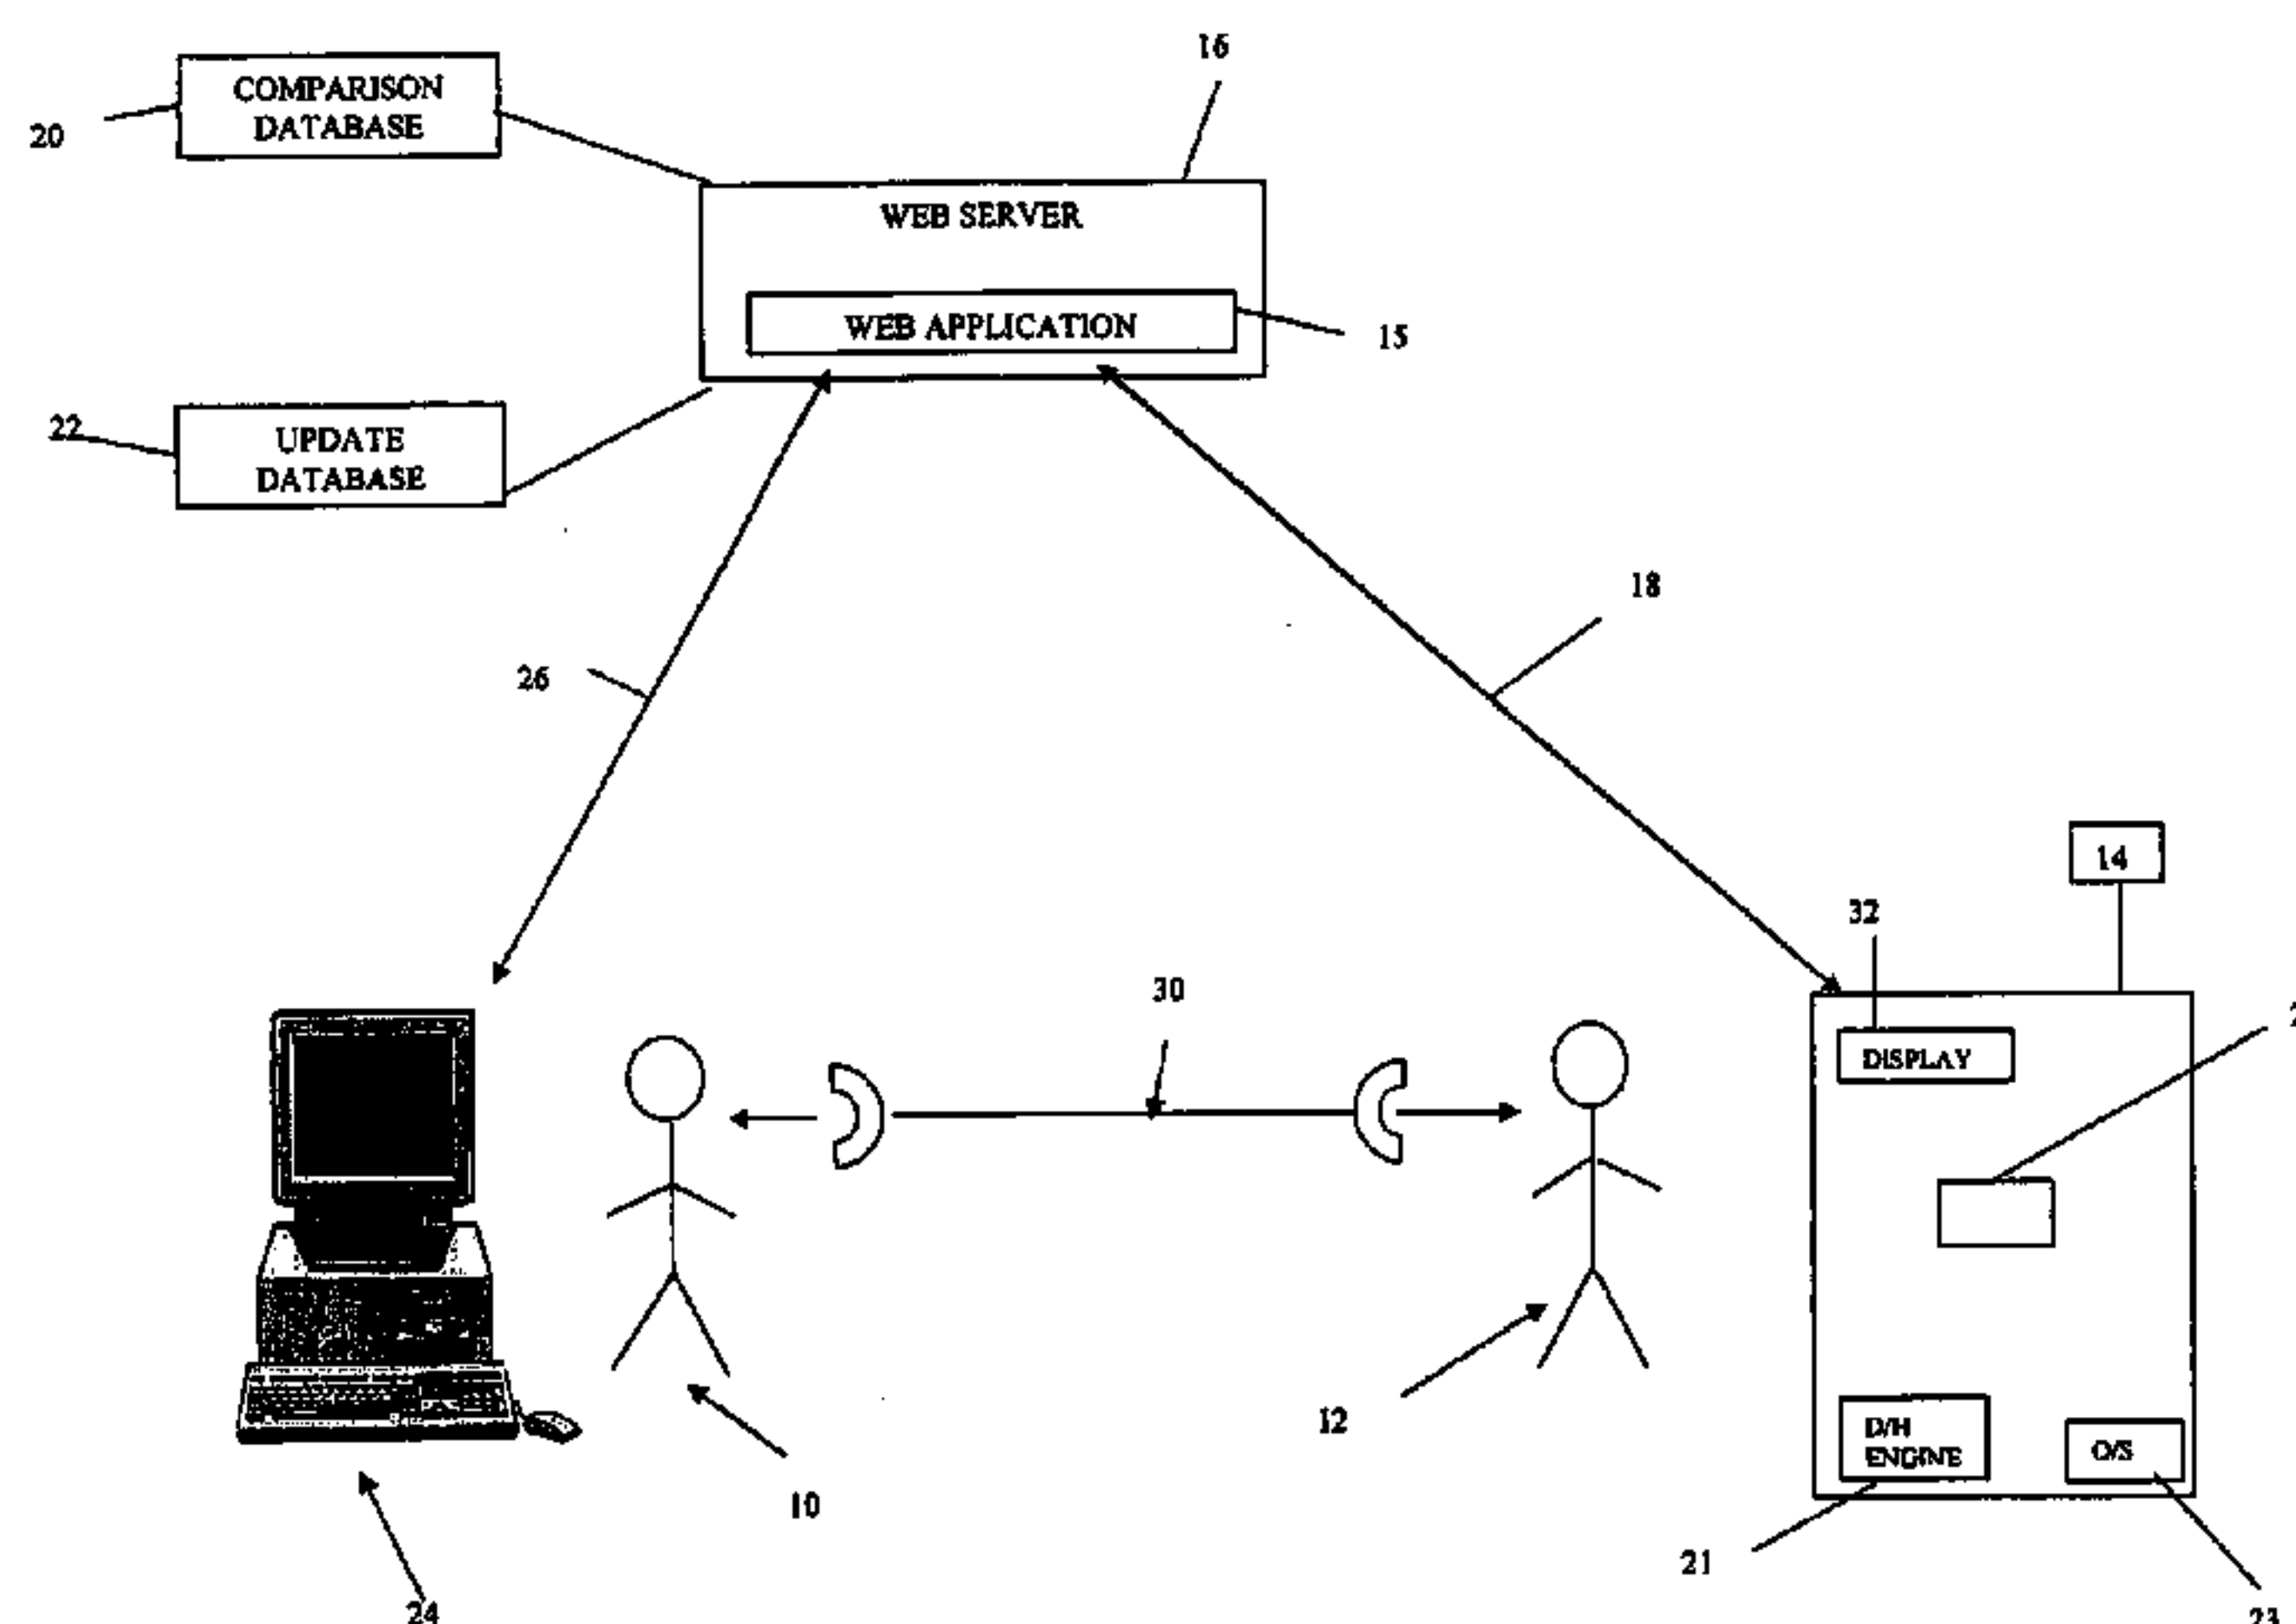 16
COMPARISON
DATABASE
20
WEB SERVER
WEB APPLICATION
15
22
UPDATE
DATABASE
18
26
14
32
30
DISPLAY
12
D/H
ENGINE
O/S
10
21
24
23